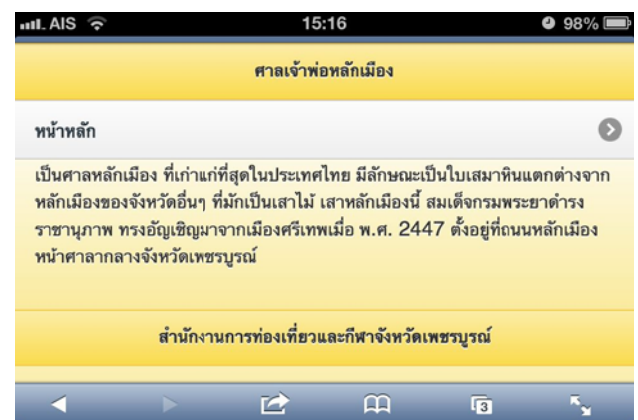 AIS 15:16 98%
ศาลเจ้าพ่อหลักเมือง
หน้าหลัก
เป็นศาลหลักเมือง ที่เก่าแก่ที่สุดในประเทศไทย มีลักษณะเป็นใบเสมาหินแตกต่างจาก
หลักเมืองของจังหวัดอื่นๆ ที่มักเป็นเสาไม้ เสาหลักเมืองนี้ สมเด็จกรมพระยาดำรง
ราชานุภาพ ทรงอัญเชิญมาจากเมืองศรีเทพเมื่อ พ.ศ. 2447 ตั้งอยู่ที่ถนนหลักเมือง
หน้าศาลากลางจังหวัดเพชรบูรณ์
สำนักงานการท่องเที่ยวและกีฬาจังหวัดเพชรบูรณ์
3